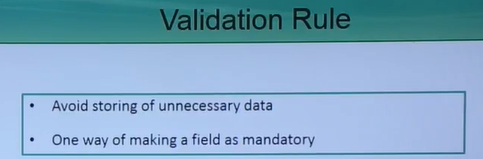 Validation Rule
• Avoid storing of unnecessary data
• One way of making a field as mandatory